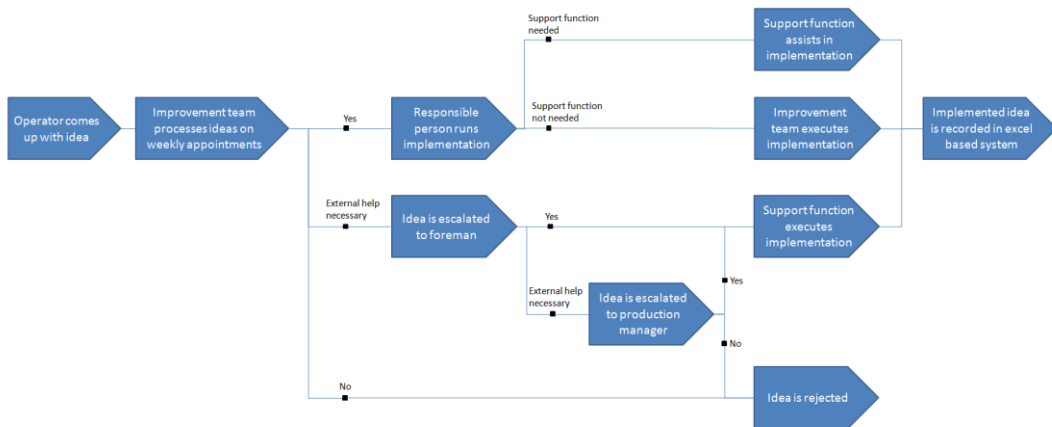 Support function
needed
Support function
assists in
implementation
Operator comes
up with idea
Improvement team
processes ideas on
weekly appointments
Yes
Responsible
person runs
implementation
Support function
not needed
Improvement
team executes
implementation
Implemented idea
is recorded in excel
based system
External help
necessary
Idea is escalated
to foreman
Yes
Support function
executes
implementation
External help
necessary
Idea is escalated
to production
manager
Yes
No
No
Idea is rejected